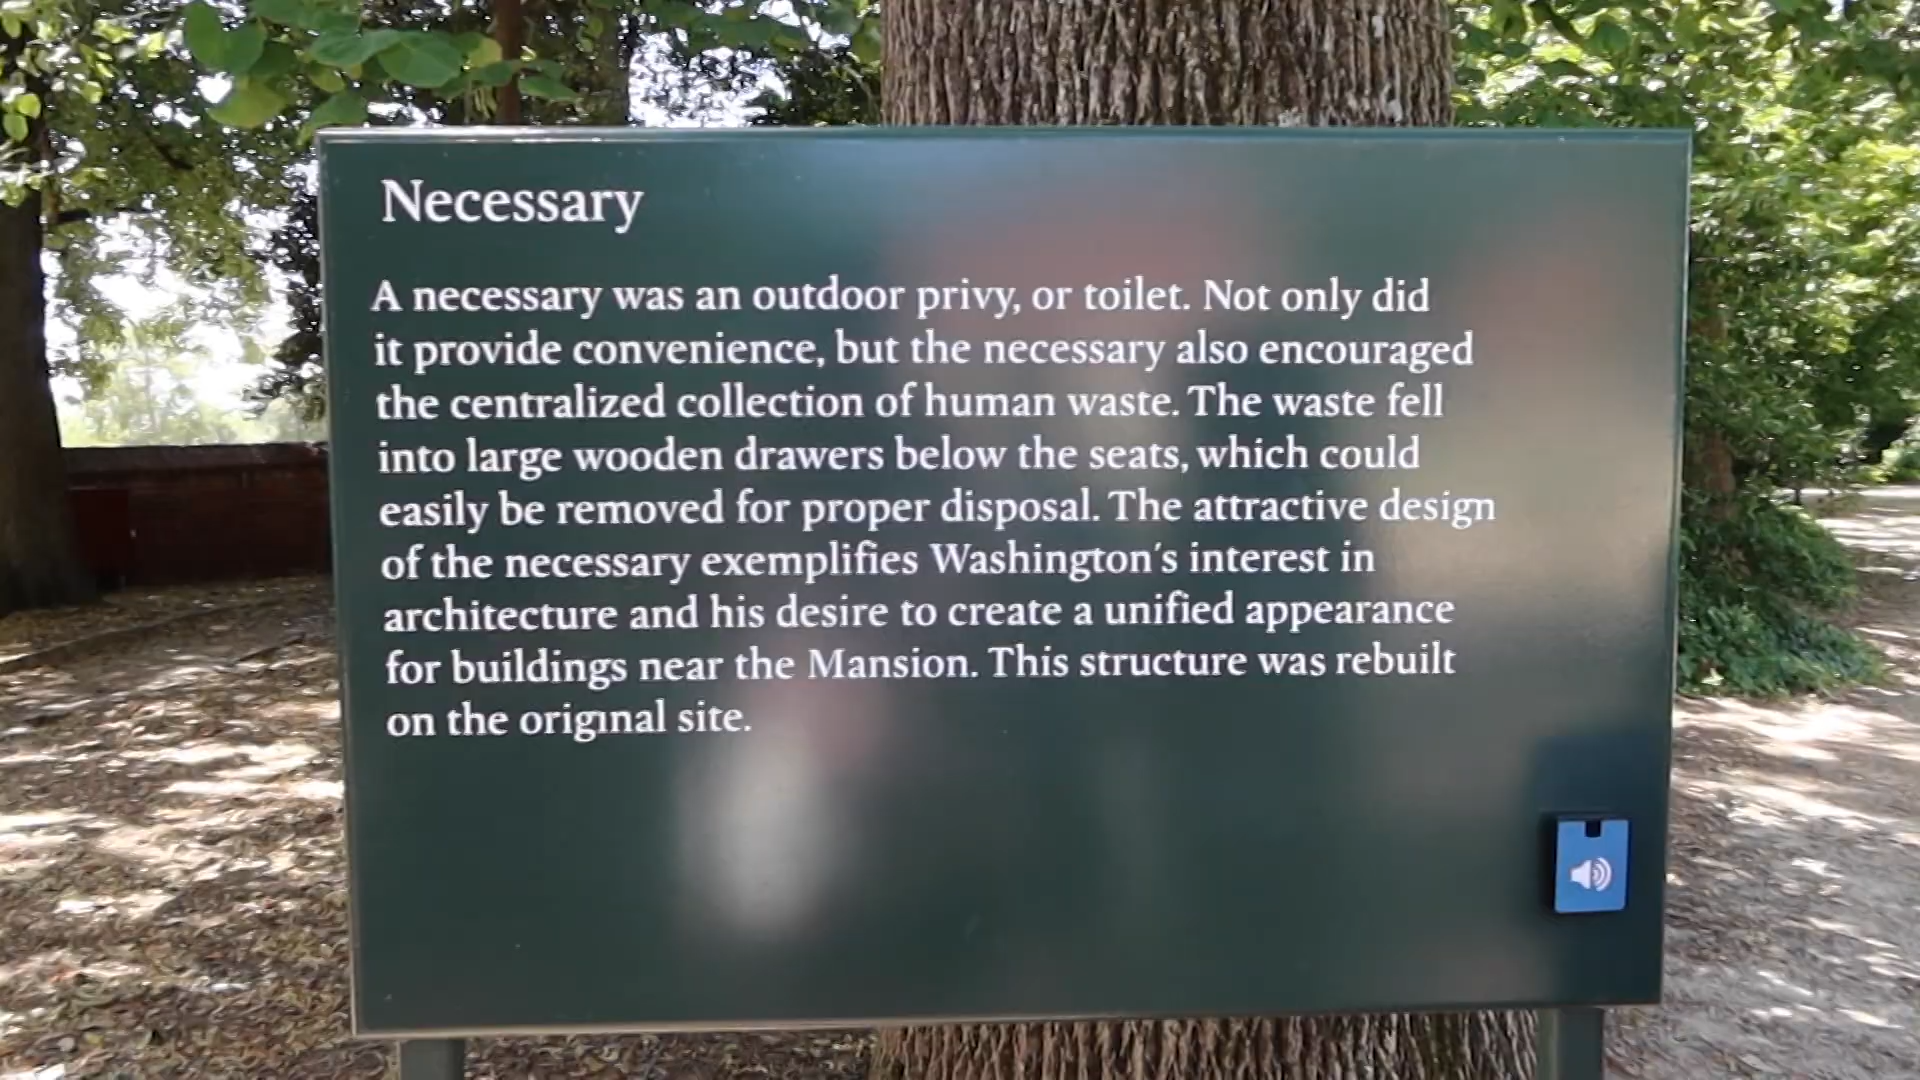 Necessary
A necessary was an outdoor privy, or toilet. Not only did
it provide convenience, but the necessary also encouraged
the centralized collection of human waste. The waste fell
into large wooden drawers below the seats, which could
easily be removed for proper disposal. The attractive design
of the necessary exemplifies Washington's interest in
architecture and his desire to create a unified appearance
for buildings near the Mansion. This structure was rebuilt
on the original site.